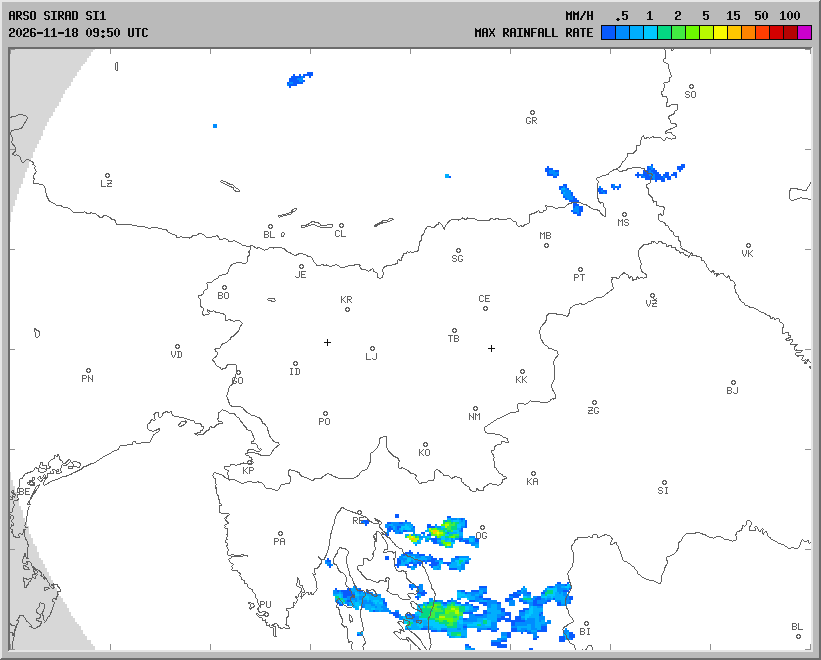 ARSO SIRAD SI1
2026-11-18 09:50 UTC
MM/H .5 1 2 5 15 50 100
MAX RAINFALL RATE
SO
GR
LZ
MS
BL
CL
MB
VK
SG
JE
PT
BO
KR
CE
VZ
TB
VD
LJ
ID
PN
GO
KK
BJ
NM
ZG
PO
KO
KP
KA
BE
SI
RE
OG
PA
PU
BI
BL